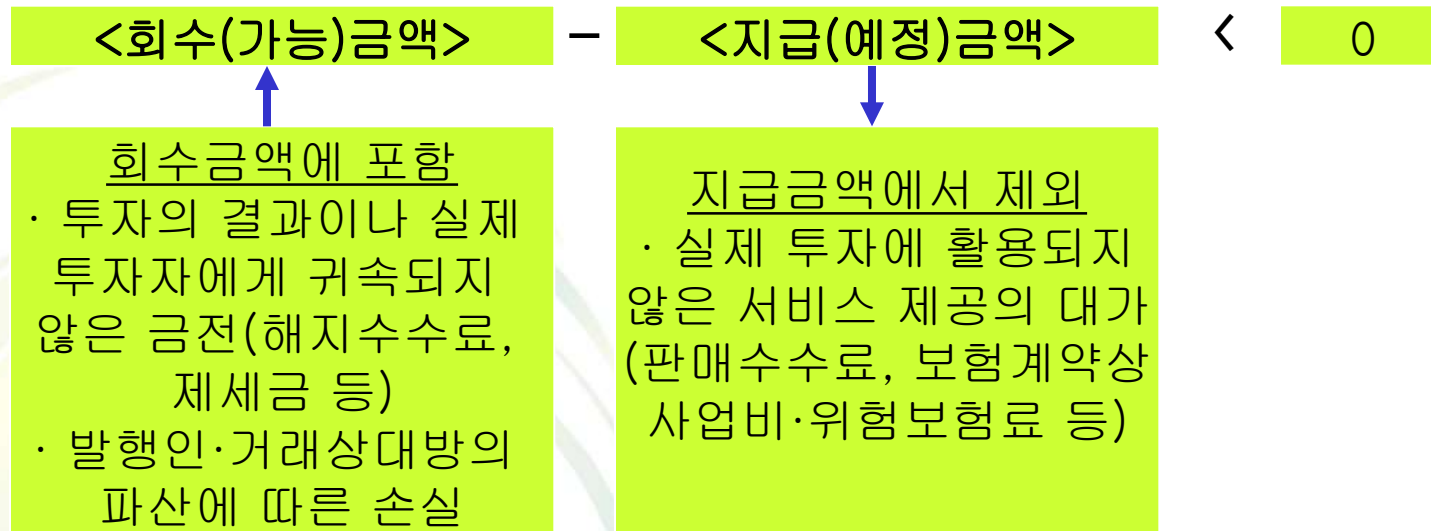 <회수(가능)금액> – <지급(예정)금액> < 0
회수금액에 포함
· 투자의 결과이나 실제
투자자에게 귀속되지
않은 금전(해지수수료,
제세금 등)
· 발행인·거래상대방의
파산에 따른 손실
지급금액에서 제외
· 실제 투자에 활용되지
않은 서비스 제공의 대가
(판매수수료, 보험계약상
사업비·위험보험료 등)